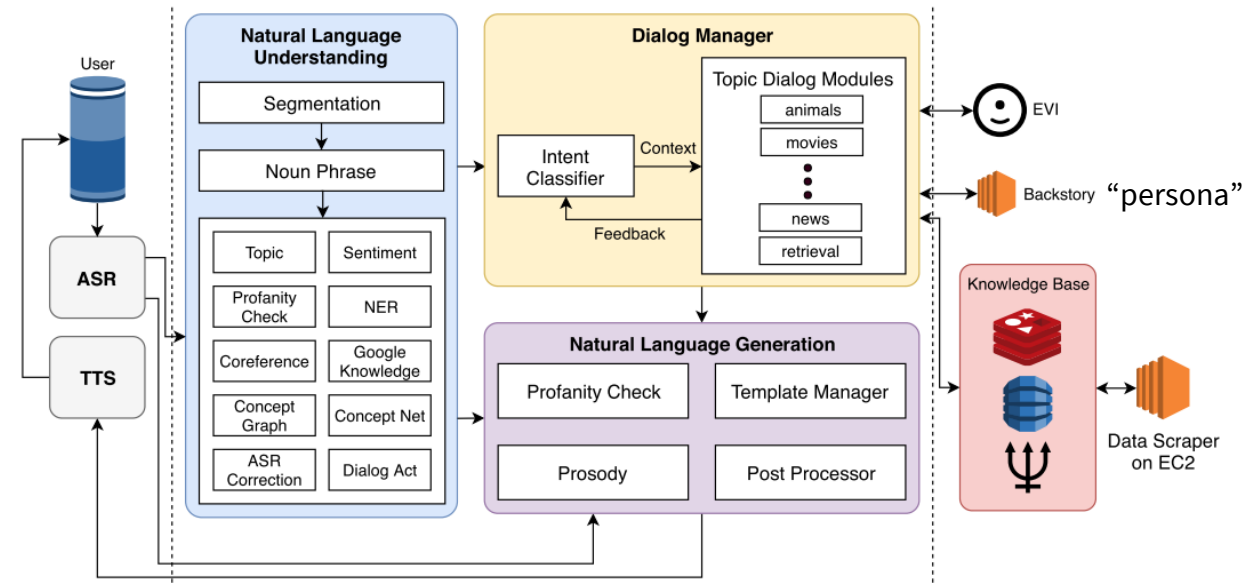 User
ASR
TTS
Natural Language
Understanding
Segmentation
Noun Phrase
Topic
Sentiment
Profanity
Check
NER
Coreference
Google
Knowledge
Concept
Graph
Concept Net
ASR
Correction
Dialog Act
Dialog Manager
Intent
Classifier
Context
Feedback
Topic Dialog Modules
animals
movies
news
retrieval
Natural Language Generation
Profanity Check
Template Manager
Prosody
Post Processor
EVI
Backstory "persona"
Knowledge Base
Data Scraper
on EC2